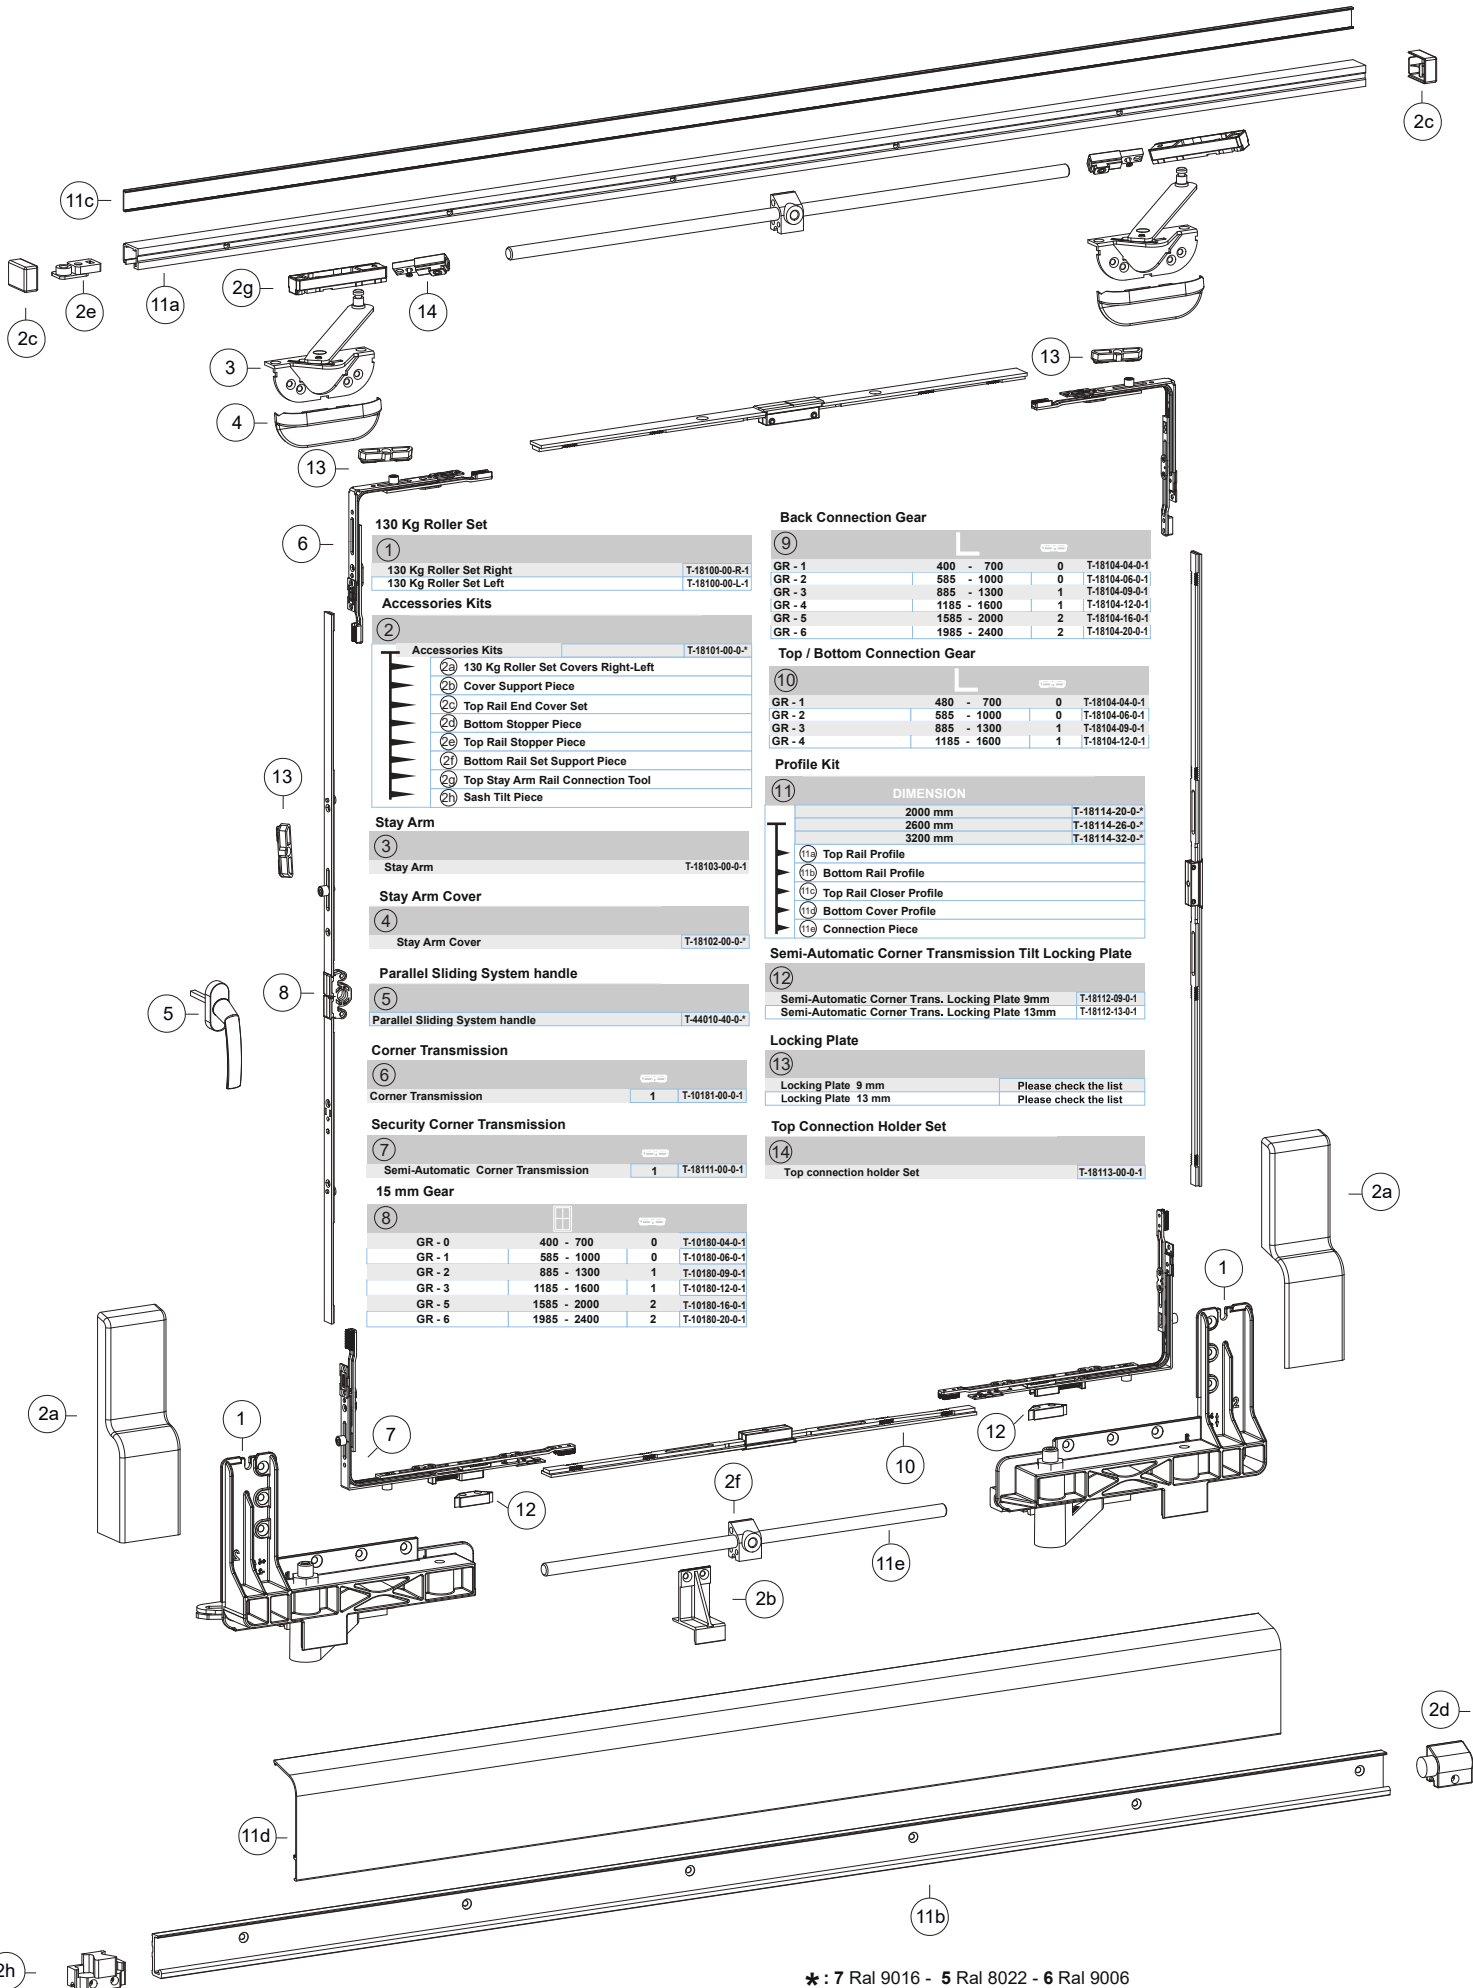 2c
11c
2e
11a
2g
14
2c
3
13
4
13
6
130 Kg Roller Set
1
130 Kg Roller Set Right T-18100-00-R-1
130 Kg Roller Set Left T-18100-00-L-1
Accessories Kits
2
Accessories Kits T-18101-00-0-*
2a 130 Kg Roller Set Covers Right-Left
2b Cover Support Piece
2c Top Rail End Cover Set
2d Bottom Stopper Piece
2e Top Rail Stopper Piece
2f Bottom Rail Set Support Piece
2g Top Stay Arm Rail Connection Tool
2h Sash Tilt Piece
Stay Arm
3
Stay Arm T-18103-00-0-1
Stay Arm Cover
4
Stay Arm Cover T-18102-00-0-*
Parallel Sliding System handle
5
Parallel Sliding System handle T-44010-40-0-*
Corner Transmission
6
Corner Transmission 1 T-10181-00-0-1
Security Corner Transmission
7
Semi-Automatic Corner Transmission 1 T-18111-00-0-1
15 mm Gear
8
GR - 0 400 - 700 0 T-10180-04-0-1
GR - 1 585 - 1000 0 T-10180-06-0-1
GR - 2 885 - 1300 1 T-10180-09-0-1
GR - 3 1185 - 1600 1 T-10180-12-0-1
GR - 5 1585 - 2000 2 T-10180-16-0-1
GR - 6 1985 - 2400 2 T-10180-20-0-1
Back Connection Gear
9
GR - 1 400 - 700 0 T-18104-04-0-1
GR - 2 585 - 1000 0 T-18104-06-0-1
GR - 3 885 - 1300 1 T-18104-09-0-1
GR - 4 1185 - 1600 1 T-18104-12-0-1
GR - 5 1585 - 2000 2 T-18104-16-0-1
GR - 6 1985 - 2400 2 T-18104-20-0-1
Top / Bottom Connection Gear
10
GR - 1 480 - 700 0 T-18104-04-0-1
GR - 2 585 - 1000 0 T-18104-06-0-1
GR - 3 885 - 1300 1 T-18104-09-0-1
GR - 4 1185 - 1600 1 T-18104-12-0-1
Profile Kit
11 DIMENSION
2000 mm T-18114-20-0-*
2600 mm T-18114-26-0-*
3200 mm T-18114-32-0-*
11a Top Rail Profile
11b Bottom Rail Profile
11c Top Rail Closer Profile
11d Bottom Cover Profile
11e Connection Piece
Semi-Automatic Corner Transmission Tilt Locking Plate
12
Semi-Automatic Corner Trans. Locking Plate 9mm T-18112-09-0-1
Semi-Automatic Corner Trans. Locking Plate 13mm T-18112-13-0-1
Locking Plate
13
Locking Plate 9 mm Please check the list
Locking Plate 13 mm Please check the list
Top Connection Holder Set
14
Top connection holder Set T-18113-00-0-1
13
5
8
2a
1
2a
1
7
12
10
12
2f
11e
2b
2d
11d
11b
2h
* : 7 Ral 9016 - 5 Ral 8022 - 6 Ral 9006